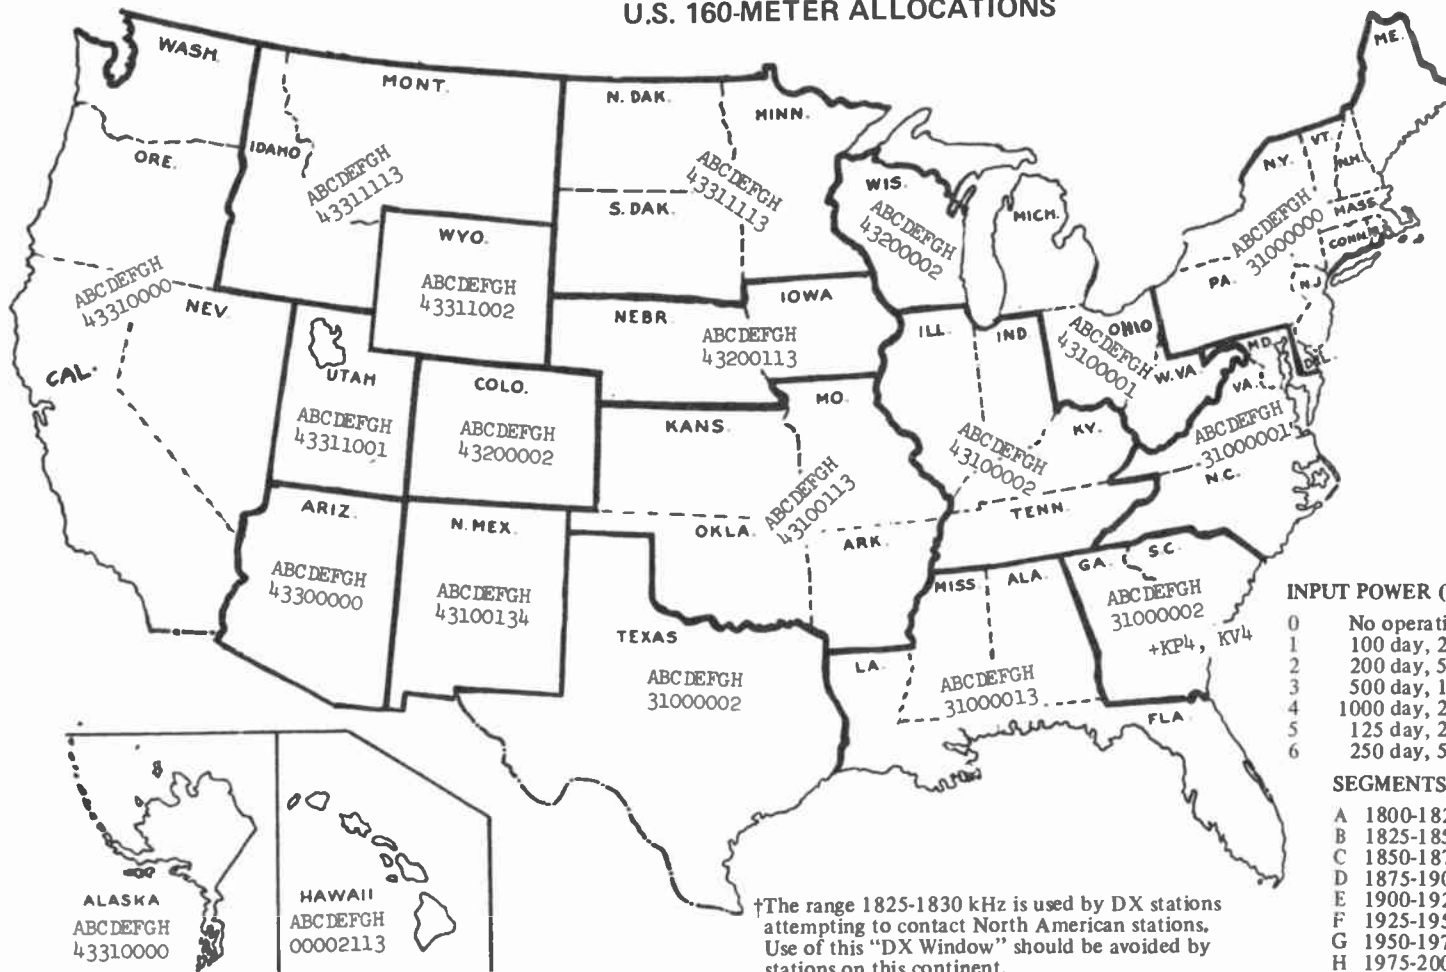 U.S. 160-METER ALLOCATIONS
WASH.
MONT.
N. DAK.
MINN.
ME.
ORE.
IDAHO
ABCDEFGH
43311113
ABCDEFGH
43311113
S. DAK.
WIS.
ABCDEFGH
43200002
MICH.
N.Y.
VT.
N.H.
MASS.
CONN.
ABCDEFGH
31000000
WYO.
ABCDEFGH
43311002
ABCDEFGH
43310000
NEV.
CAL.
NEBR.
IOWA
ABCDEFGH
43200113
ILL.
IND.
OHIO
ABCDEFGH
43100001
PA.
N.J.
MD.
DEL.
W.VA.
VA.
UTAH
ABCDEFGH
43311001
COLO.
ABCDEFGH
43200002
KANS.
MO.
ABCDEFGH
43100113
KY.
ABCDEFGH
43100002
ABCDEFGH
31000001
N.C.
ARIZ.
ABCDEFGH
43300000
N.MEX.
ABCDEFGH
43100134
OKLA.
ARK.
TENN.
MISS
ALA.
GA.
S.C.
ABCDEFGH
31000002
+KP4, KV4
TEXAS
ABCDEFGH
31000002
LA.
ABCDEFGH
31000013
FLA.
ALASKA
ABCDEFGH
43310000
HAWAII
ABCDEFGH
00002113
INPUT POWER (
0 No operati
1 100 day, 2
2 200 day, 5
3 500 day, 1
4 1000 day, 2
5 125 day, 2
6 250 day, 5
SEGMENTS
A 1800-182
B 1825-185
C 1850-187
D 1875-190
E 1900-192
F 1925-195
G 1950-197
H 1975-200
†The range 1825-1830 kHz is used by DX stations
attempting to contact North American stations.
Use of this “DX Window” should be avoided by
stations on this continent.